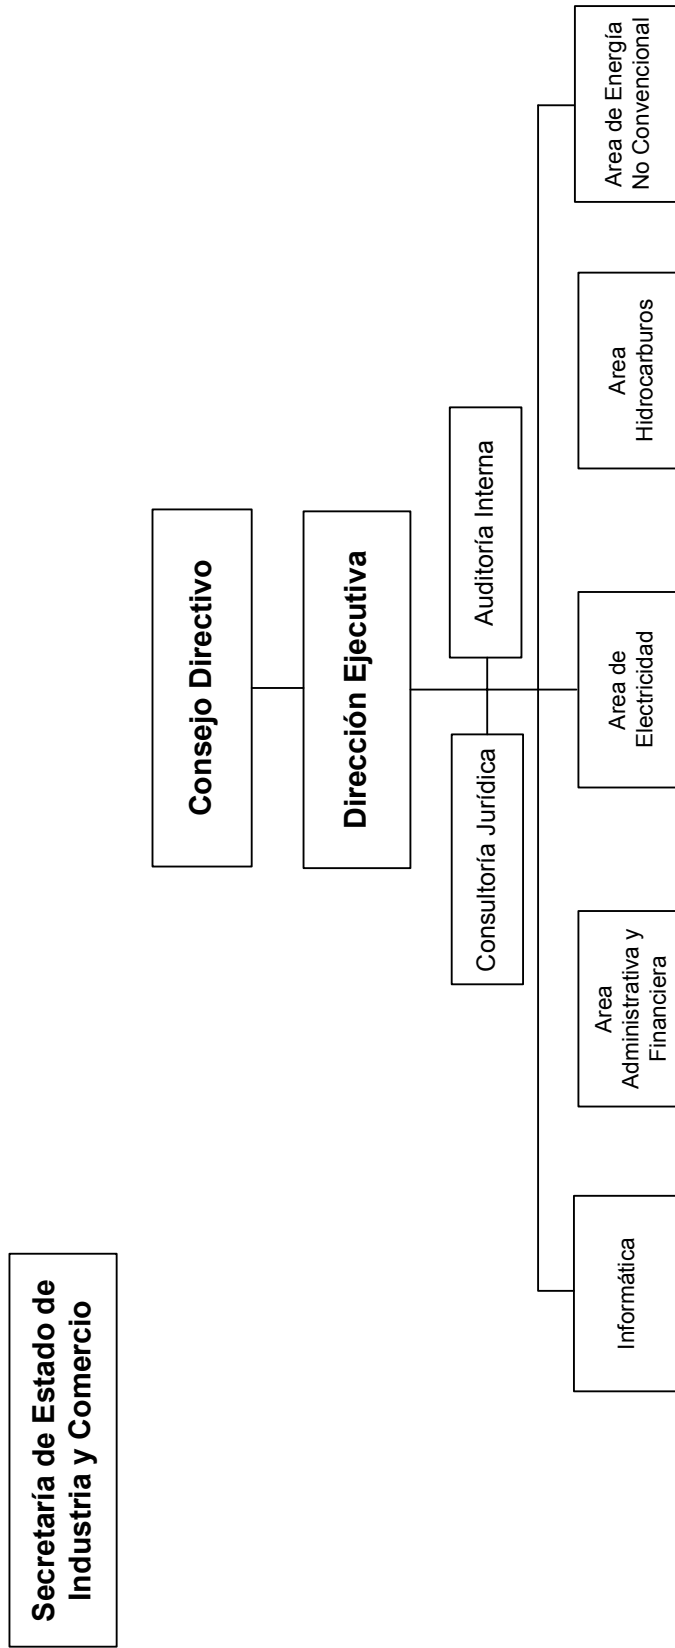 Secretaría de Estado de
Industria y Comercio
Consejo Directivo
Dirección Ejecutiva
Consultoría Jurídica
Auditoría Interna
Informática
Area
Administrativa y
Financiera
Area de
Electricidad
Area
Hidrocarburos
Area de Energía
No Convencional